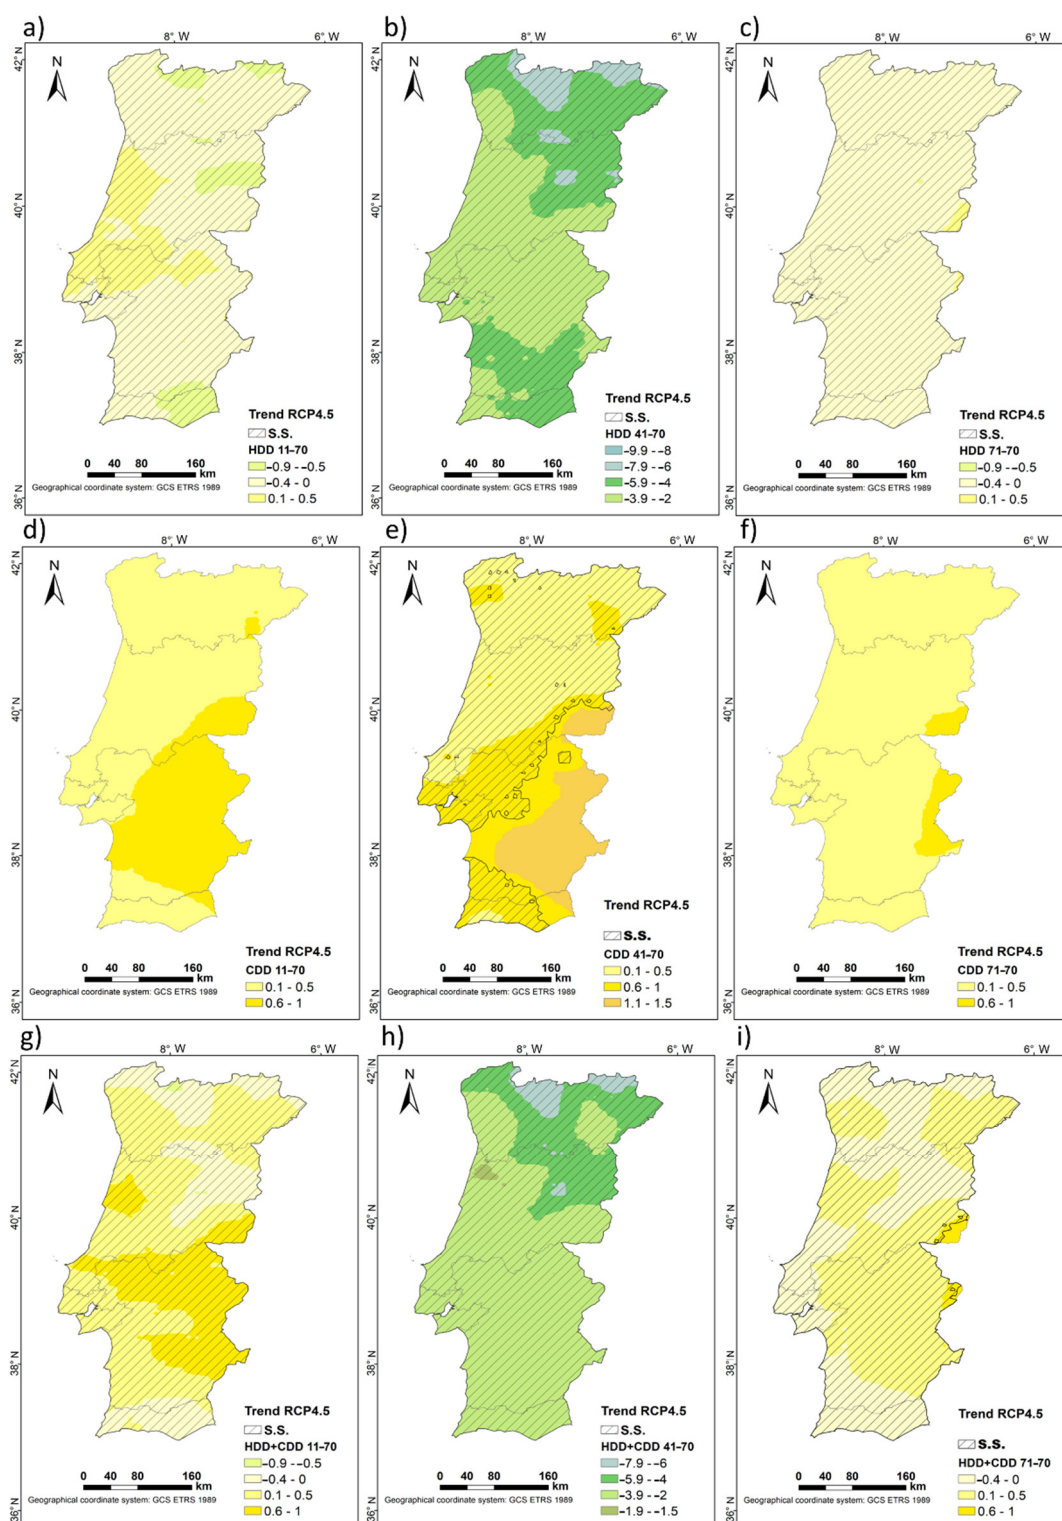 a)
b)
c)
8° W
6° W
8° W
6° W
8° W
6° W
42° N
40° N
38° N
36° N
N
Trend RCP4.5
S.S.
HDD 11–70
–0.9 - –0.5
–0.4 - 0
0.1 - 0.5
0 40 80 160
km
Geographical coordinate system: GCS ETRS 1989
42° N
40° N
38° N
36° N
N
Trend RCP4.5
S.S.
HDD 41–70
–9.9 - –8
–7.9 - –6
–5.9 - –4
–3.9 - –2
0 40 80 160
km
Geographical coordinate system: GCS ETRS 1989
42° N
40° N
38° N
36° N
N
Trend RCP4.5
S.S.
HDD 71–70
–0.9 - –0.5
–0.4 - 0
0.1 - 0.5
0 40 80 160
km
Geographical coordinate system: GCS ETRS 1989
d)
e)
f)
8° W
6° W
8° W
6° W
8° W
6° W
42° N
40° N
38° N
36° N
N
Trend RCP4.5
CDD 11–70
0.1 - 0.5
0.6 - 1
0 40 80 160
km
Geographical coordinate system: GCS ETRS 1989
42° N
40° N
38° N
36° N
N
Trend RCP4.5
S.S.
CDD 41–70
0.1 - 0.5
0.6 - 1
1.1 - 1.5
0 40 80 160
km
Geographical coordinate system: GCS ETRS 1989
42° N
40° N
38° N
36° N
N
Trend RCP4.5
CDD 71–70
0.1 - 0.5
0.6 - 1
0 40 80 160
km
Geographical coordinate system: GCS ETRS 1989
g)
h)
i)
8° W
6° W
8° W
6° W
8° W
6° W
42° N
40° N
38° N
36° N
N
Trend RCP4.5
S.S.
HDD+CDD 11–70
–0.9 - –0.5
–0.4 - 0
0.1 - 0.5
0.6 - 1
0 40 80 160
km
Geographical coordinate system: GCS ETRS 1989
42° N
40° N
38° N
36° N
N
Trend RCP4.5
S.S.
HDD+CDD 41–70
–7.9 - –6
–5.9 - –4
–3.9 - –2
–1.9 - –1.5
0 40 80 160
km
Geographical coordinate system: GCS ETRS 1989
42° N
40° N
38° N
36° N
N
Trend RCP4.5
S.S.
HDD+CDD 71–70
–0.4 - 0
0.1 - 0.5
0.6 - 1
0 40 80 160
km
Geographical coordinate system: GCS ETRS 1989